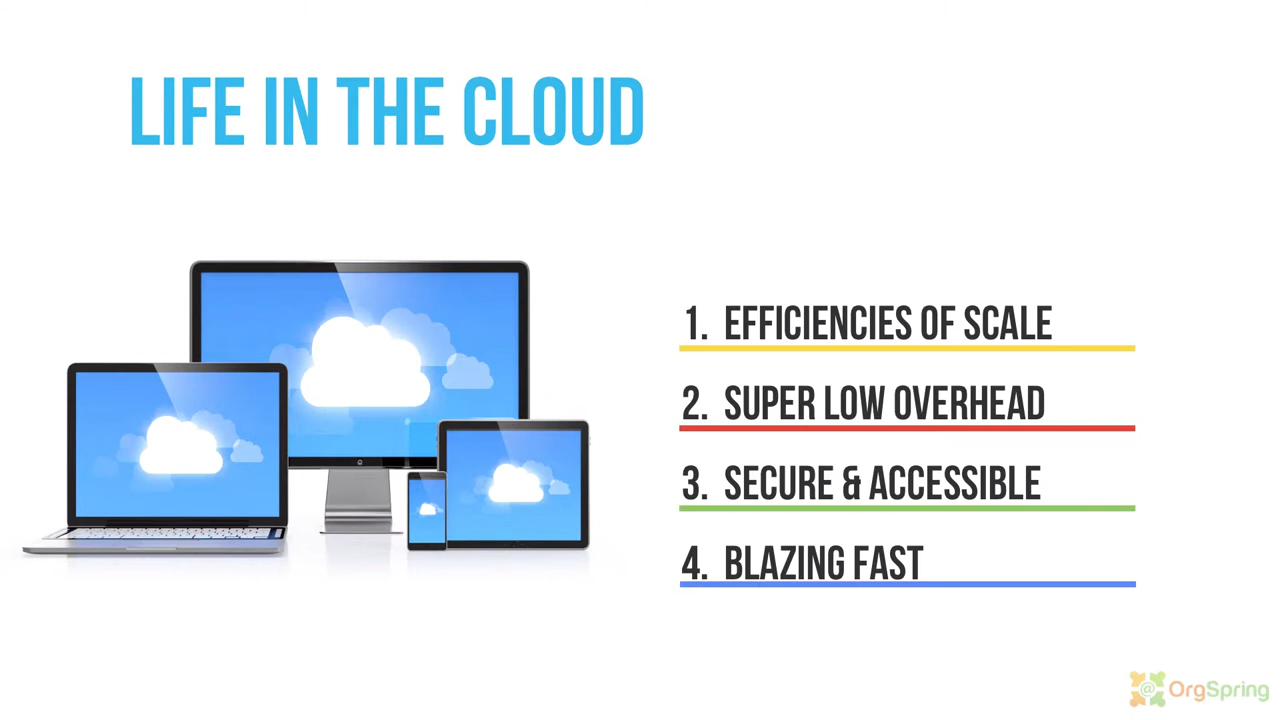 LIFE IN THE CLOUD
1. EFFICIENCIES OF SCALE
2. SUPER LOW OVERHEAD
3. SECURE & ACCESSIBLE
4. BLAZING FAST
@ OrgSpring